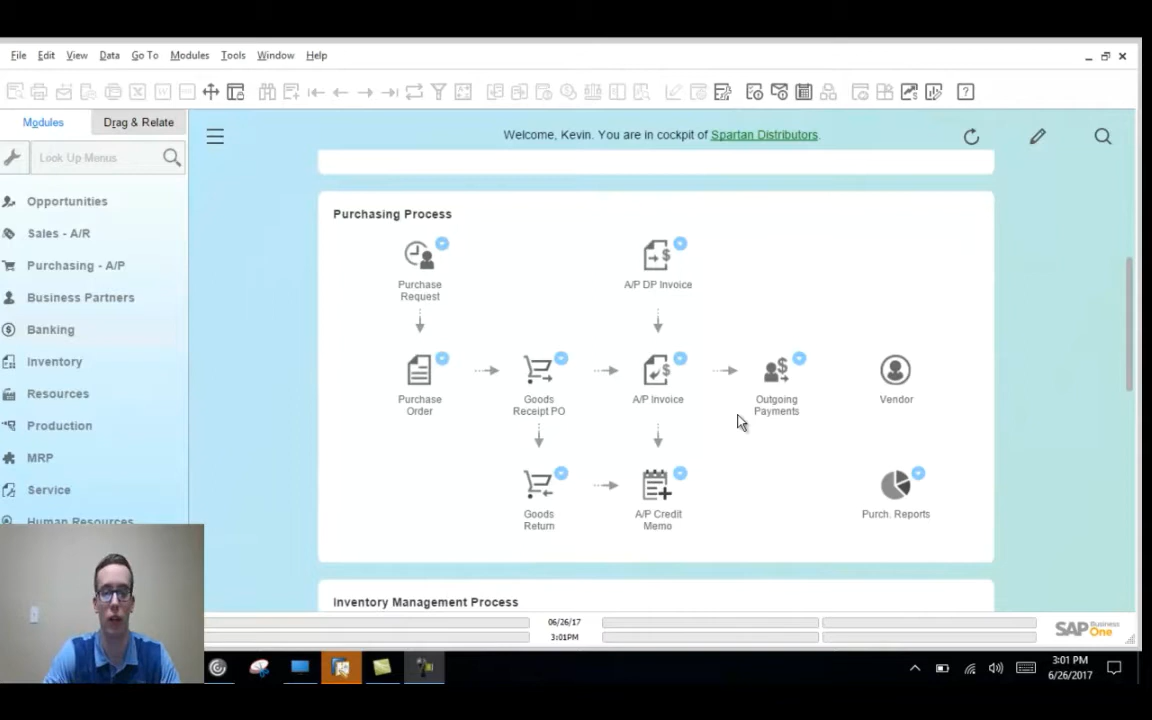 File Edit View Data Go To Modules Tools Window Help
Modules Drag & Relate
Look Up Menus
Welcome, Kevin. You are in cockpit of Spartan Distributors.
Opportunities
Sales - A/R
Purchasing - A/P
Business Partners
Banking
Inventory
Resources
Production
MRP
Service
Human Resources
Purchasing Process
Purchase
Request
A/P DP Invoice
Purchase
Order
Goods
Receipt PO
A/P Invoice
Outgoing
Payments
Vendor
Goods
Return
A/P Credit
Memo
Purch. Reports
Inventory Management Process
06/26/17
3:01PM
SAP Business One
3:01 PM
6/26/2017